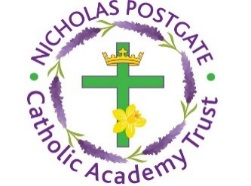 • NICHOLAS POSTGATE •
Catholic Academy Trust